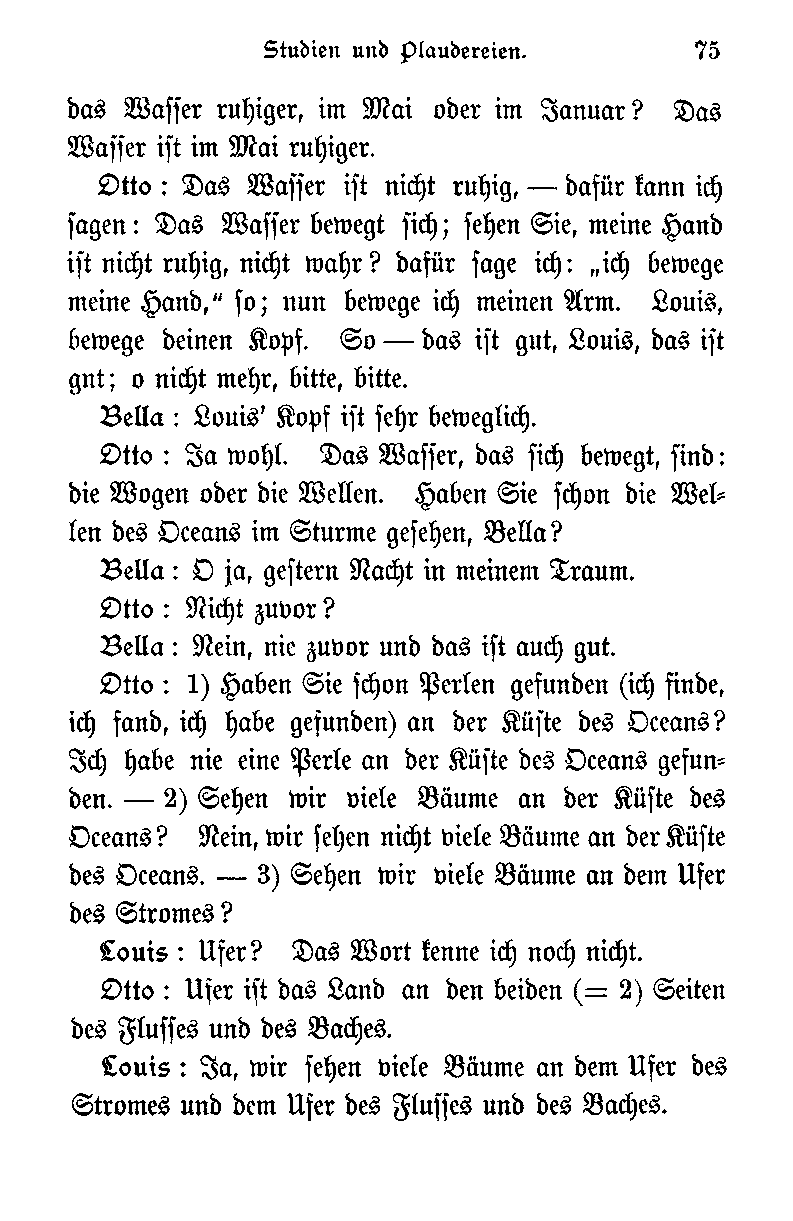 Studien und Plaudereien. 75
das Wasser ruhiger, im Mai oder im Januar? Das
Wasser ist im Mai ruhiger.
Otto: Das Wasser ist nicht ruhig, — dafür kann ich
sagen: Das Wasser bewegt sich; sehen Sie, meine Hand
ist nicht ruhig, nicht wahr? dafür sage ich: „ich bewege
meine Hand," so; nun bewege ich meinen Arm. Louis,
bewege deinen Kopf. So — das ist gut, Louis, das ist
gnt; o nicht mehr, bitte, bitte.
Bella: Louis' Kopf ist sehr beweglich.
Otto: Ja wohl. Das Wasser, das sich bewegt, sind:
die Wogen oder die Wellen. Haben Sie schon die Wel-
len des Oceans im Sturme gesehen, Bella?
Bella: O ja, gestern Nacht in meinem Traum.
Otto: Nicht zuvor?
Bella: Nein, nie zuvor und das ist auch gut.
Otto: 1) Haben Sie schon Perlen gefunden (ich finde,
ich fand, ich habe gefunden) an der Küste des Oceans?
Ich habe nie eine Perle an der Küste des Oceans gefun-
den. — 2) Sehen wir viele Bäume an der Küste des
Oceans? Nein, wir sehen nicht viele Bäume an der Küste
des Oceans. — 3) Sehen wir viele Bäume an dem Ufer
des Stromes?
Louis: Ufer? Das Wort kenne ich noch nicht.
Otto: Ufer ist das Land an den beiden (= 2) Seiten
des Flusses und des Baches.
Louis: Ja, wir sehen viele Bäume an dem Ufer des
Stromes und dem Ufer des Flusses und des Baches.